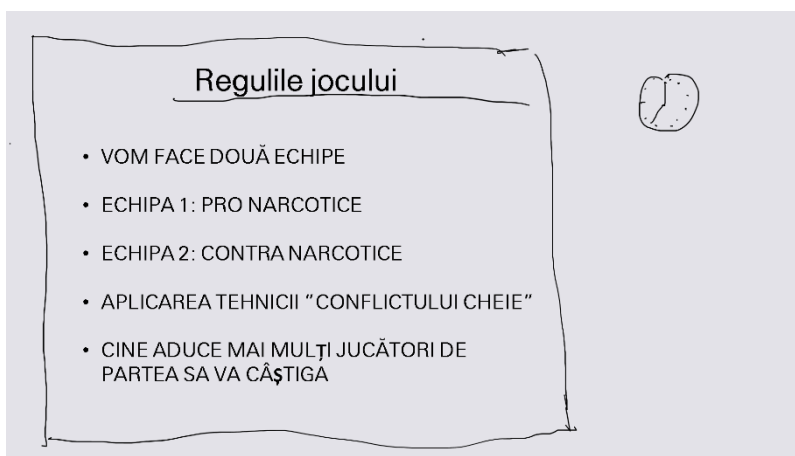 Regulile jocului
• VOM FACE DOUĂ ECHIPE
• ECHIPA 1: PRO NARCOTICE
• ECHIPA 2: CONTRA NARCOTICE
• APLICAREA TEHNICII "CONFLICTULUI CHEIE"
• CINE ADUCE MAI MULȚI JUCĂTORI DE
PARTEA SA VA CÂȘTIGA